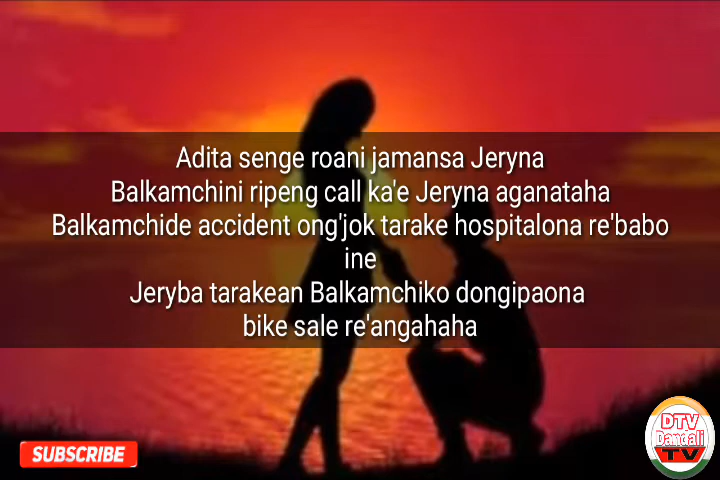 Adita senge roani jamansa Jeryna
Balkamchini ripeng call ka'e Jeryna aganataha
Balkamchide accident ong'jok tarake hospitalona re'babo
ine
Jeryba tarakean Balkamchiko dongipaona
bike sale re'angahaha
SUBSCRIBE
DTV
Dangali
TV